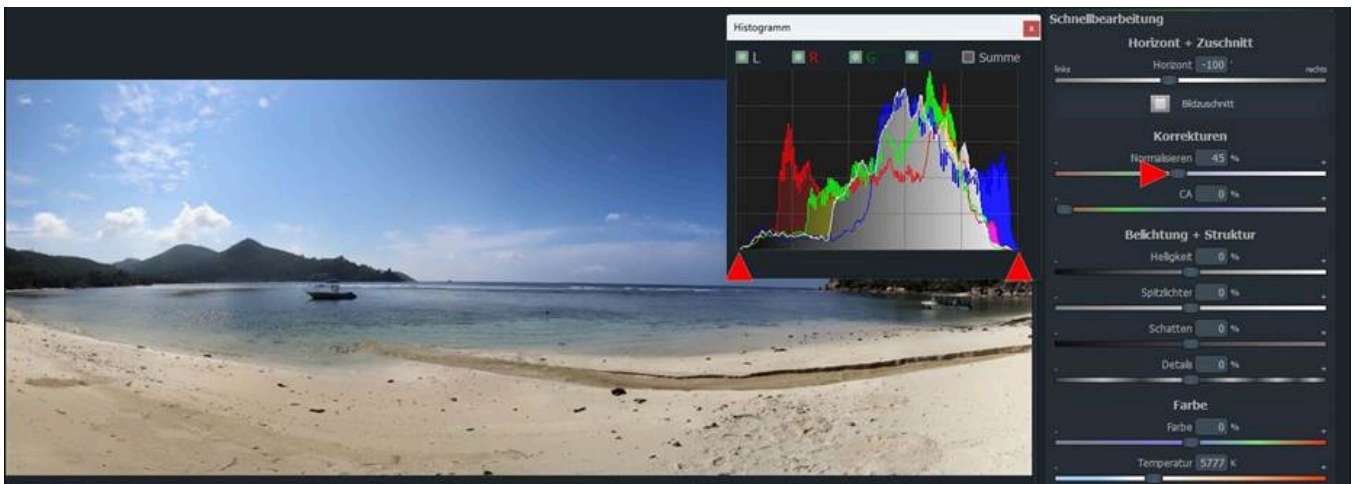 Histogramm
x
L R G B Summe
Schnellbearbeitung
Horizont + Zuschnitt
links Horizont -100 ' rechts
Bildzuschnitt
Korrekturen
- Normalisieren 45 % +
- CA 0 % +
Belichtung + Struktur
- Helligkeit 0 % +
- Spitzlichter 0 % +
- Schatten 0 % +
- Details 0 % +
Farbe
- Farbe 0 % +
- Temperatur 5777 K +